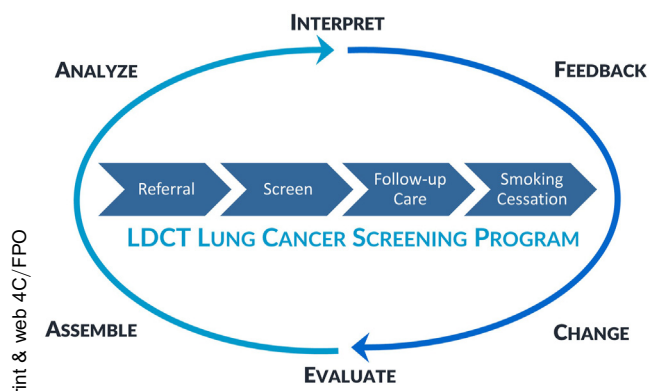 INTERPRET
ANALYZE
FEEDBACK
Referral
Screen
Follow-up
Care
Smoking
Cessation
LDCT LUNG CANCER SCREENING PROGRAM
ASSEMBLE
CHANGE
EVALUATE
& web 4C/FPO